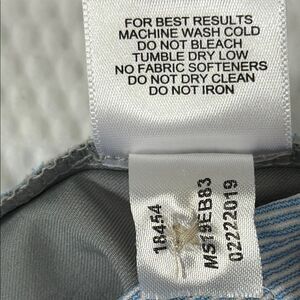 FOR BEST RESULTS
MACHINE WASH COLD
DO NOT BLEACH
TUMBLE DRY LOW
NO FABRIC SOFTENERS
DO NOT DRY CLEAN
DO NOT IRON
18454
MS19EB83
02222019